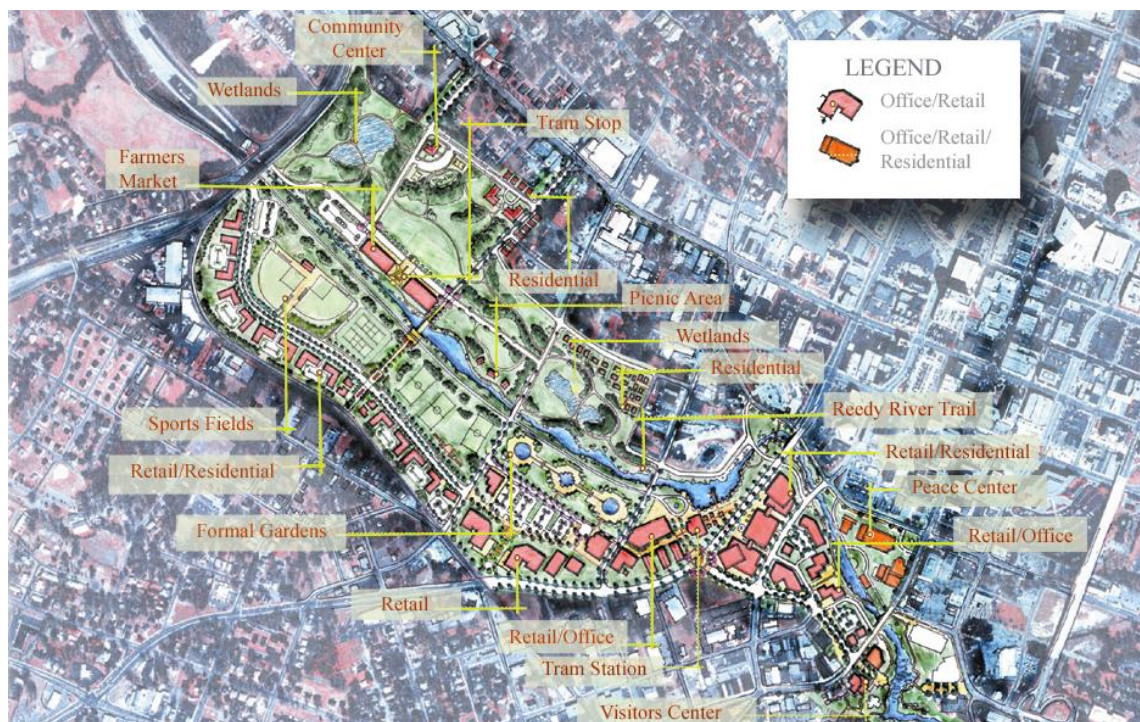 Community
Center
LEGEND
Office/Retail
Office/Retail/
Residential
Wetlands
Tram Stop
Farmers
Market
Residential
Picnic Area
Wetlands
Residential
Reedy River Trail
Sports Fields
Retail/Residential
Retail/Residential
Peace Center
Formal Gardens
Retail/Office
Retail
Retail/Office
Tram Station
Visitors Center